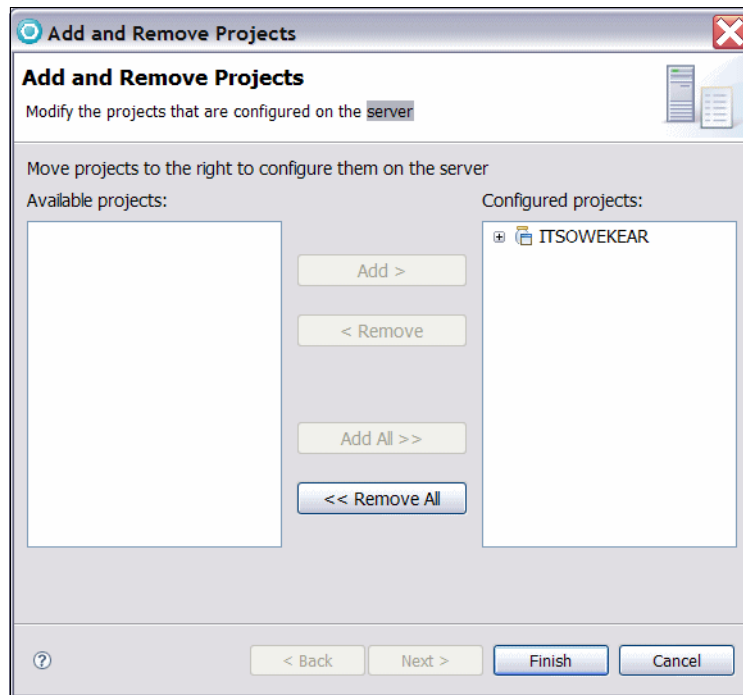 Add and Remove Projects
Add and Remove Projects
Modify the projects that are configured on the server
Move projects to the right to configure them on the server
Available projects:
Configured projects:
ITSOWEKEAR
Add >
< Remove
Add All >>
<< Remove All
?
< Back
Next >
Finish
Cancel